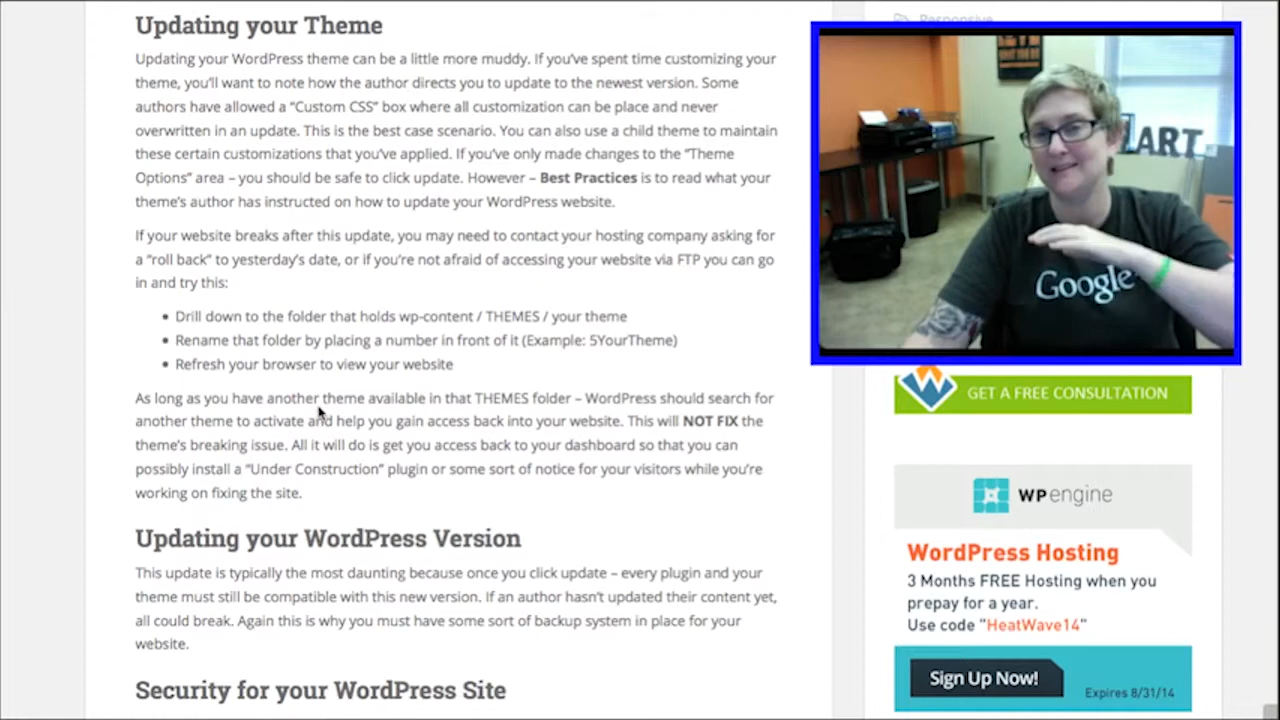 Updating your Theme
Updating your WordPress theme can be a little more muddy. If you've spent time customizing your
theme, you'll want to note how the author directs you to update to the newest version. Some
authors have allowed a “Custom CSS” box where all customization can be place and never
overwritten in an update. This is the best case scenario. You can also use a child theme to maintain
these certain customizations that you've applied. If you've only made changes to the “Theme
Options” area – you should be safe to click update. However – Best Practices is to read what your
theme's author has instructed on how to update your WordPress website.
If your website breaks after this update, you may need to contact your hosting company asking for
a “roll back” to yesterday's date, or if you're not afraid of accessing your website via FTP you can go
in and try this:
• Drill down to the folder that holds wp-content / THEMES / your theme
• Rename that folder by placing a number in front of it (Example: 5YourTheme)
• Refresh your browser to view your website
As long as you have another theme available in that THEMES folder – WordPress should search for
another theme to activate and help you gain access back into your website. This will NOT FIX the
theme's breaking issue. All it will do is get you access back to your dashboard so that you can
possibly install a “Under Construction” plugin or some sort of notice for your visitors while you're
working on fixing the site.
Updating your WordPress Version
This update is typically the most daunting because once you click update – every plugin and your
theme must still be compatible with this new version. If an author hasn't updated their content yet,
all could break. Again this is why you must have some sort of backup system in place for your
website.
Security for your WordPress Site
Responsive
ART
Google
GET A FREE CONSULTATION
WP engine
WordPress Hosting
3 Months FREE Hosting when you
prepay for a year.
Use code "HeatWave14"
Sign Up Now!
Expires 8/31/14